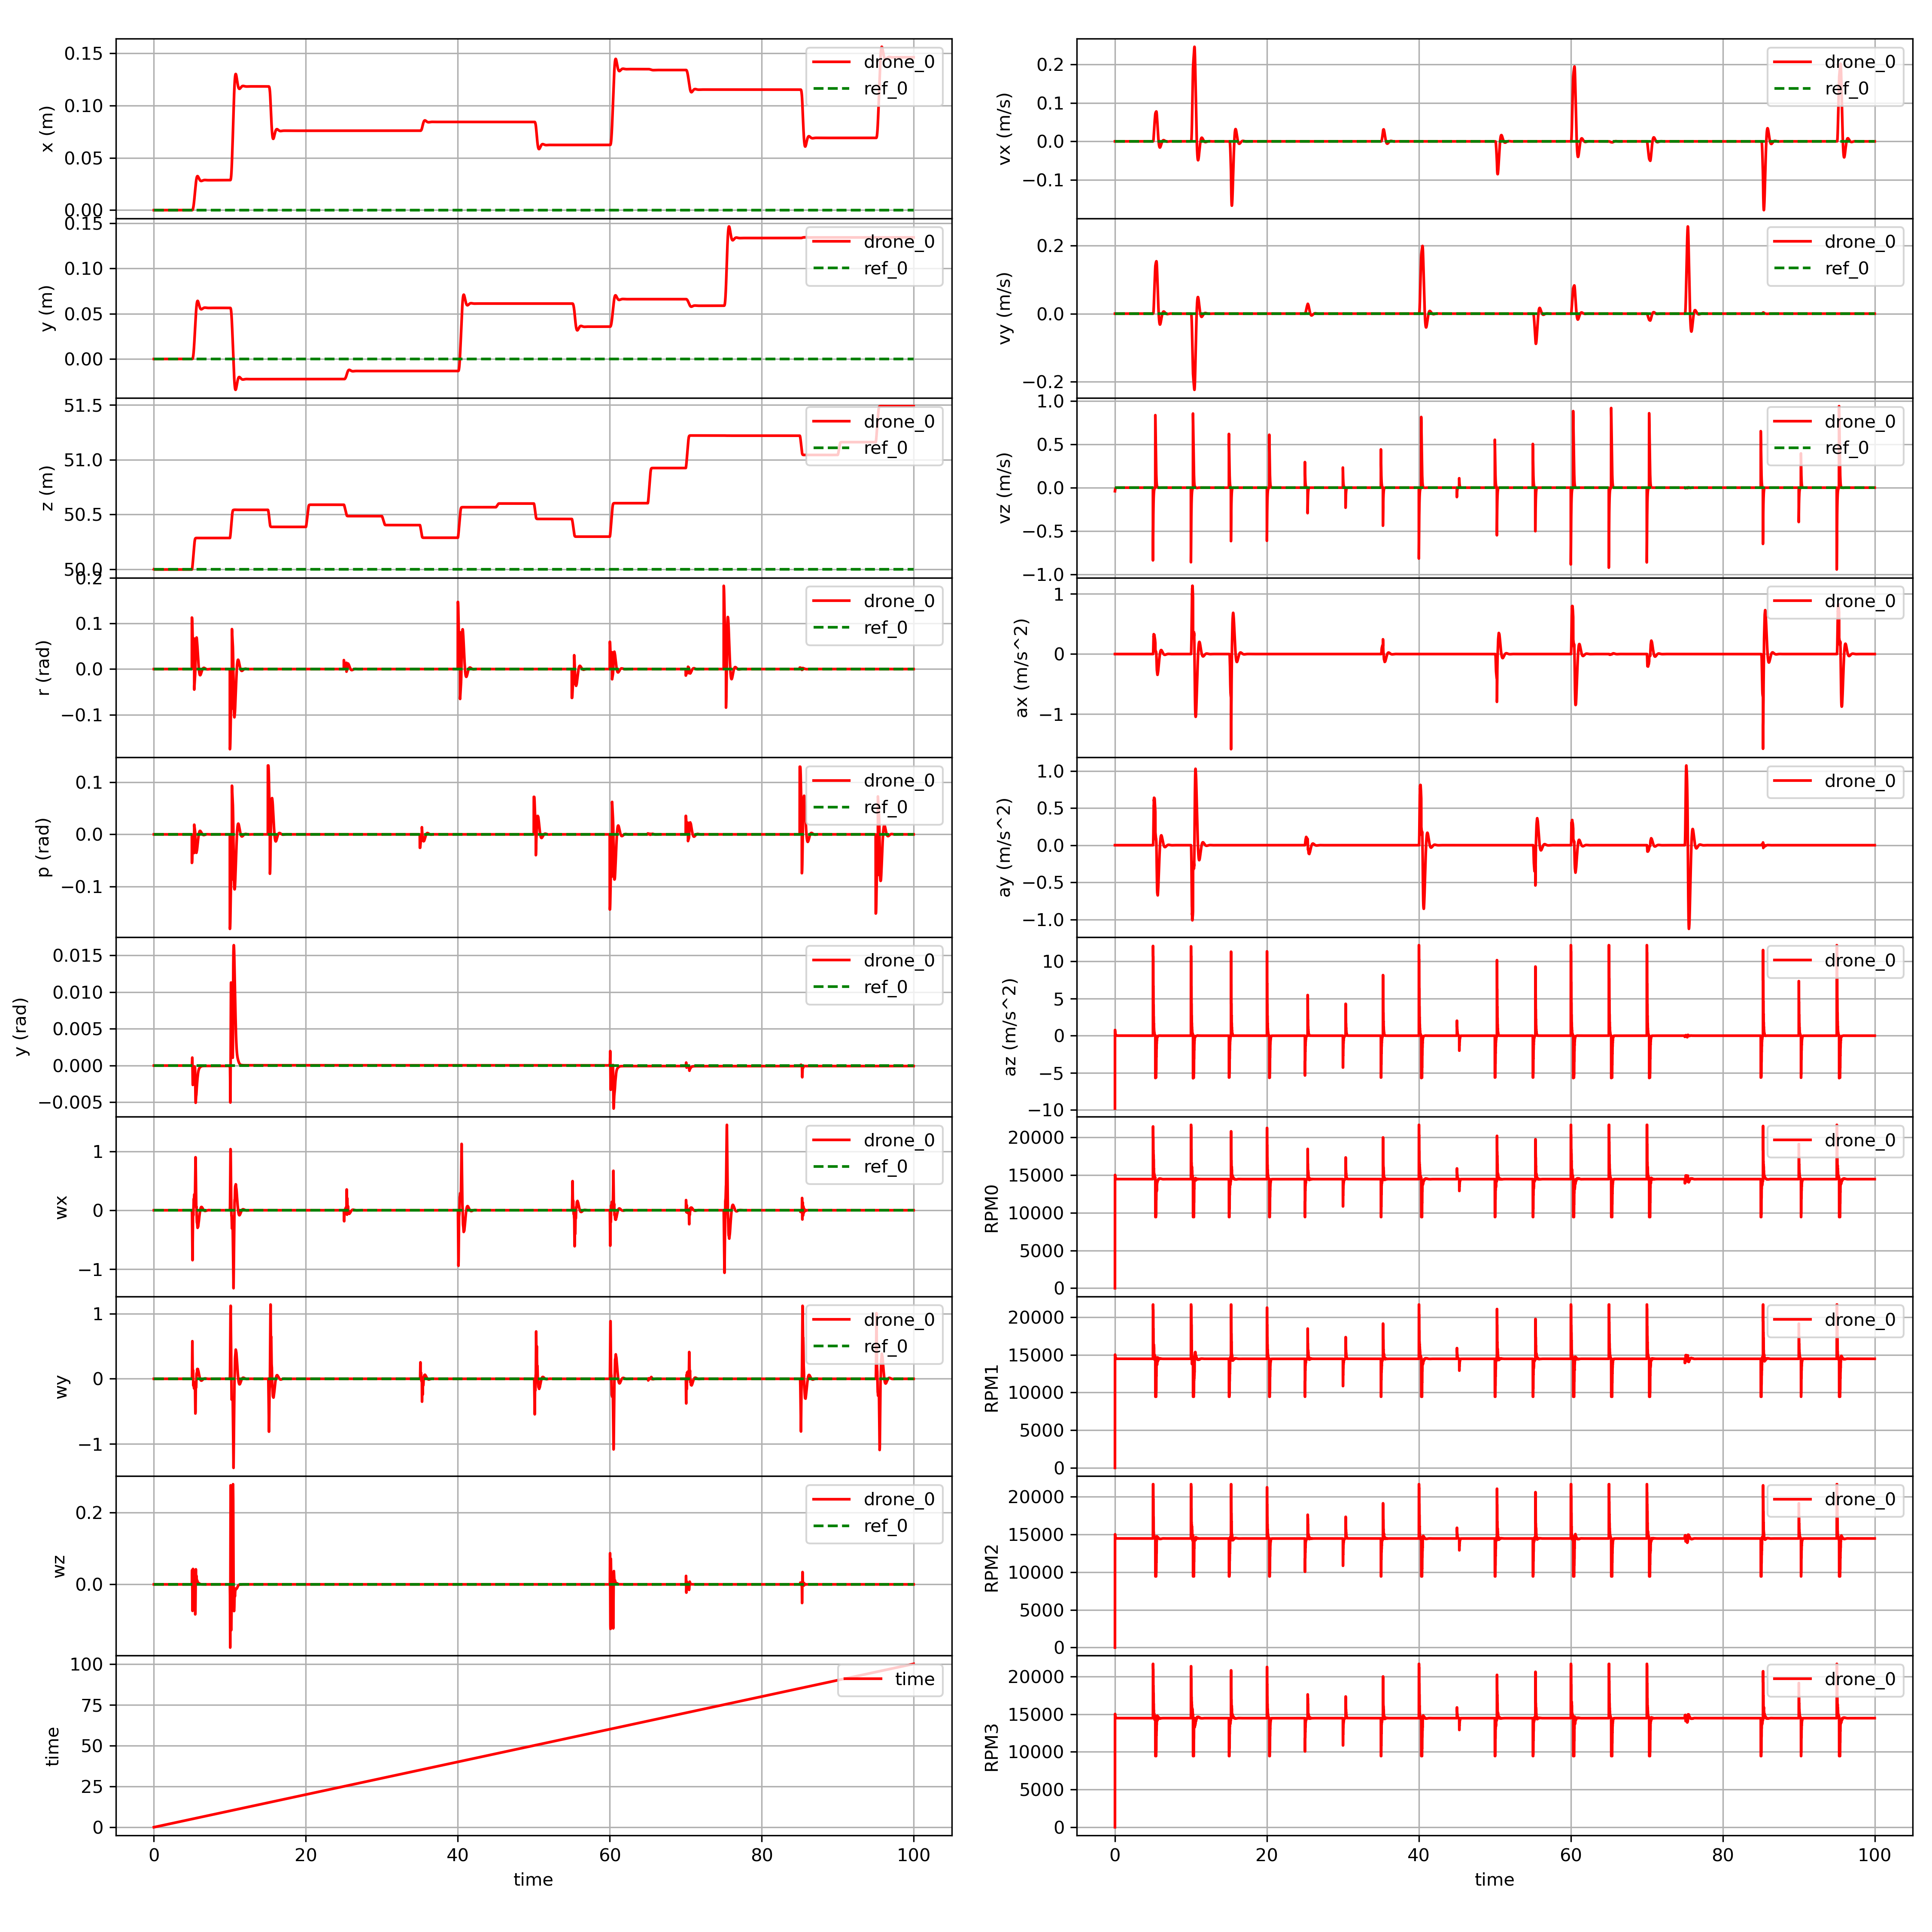 x (m)
0.15
0.10
0.05
0.00
drone_0
ref_0
y (m)
0.15
0.10
0.05
0.00
drone_0
ref_0
z (m)
51.5
51.0
50.5
50.0
drone_0
ref_0
r (rad)
0.2
0.1
0.0
−0.1
drone_0
ref_0
p (rad)
0.1
0.0
−0.1
drone_0
ref_0
y (rad)
0.015
0.010
0.005
0.000
−0.005
drone_0
ref_0
wx
1
0
−1
drone_0
ref_0
wy
1
0
−1
drone_0
ref_0
wz
0.2
0.0
drone_0
ref_0
time
100
75
50
25
0
time
0 20 40 60 80 100
time
vx (m/s)
0.2
0.1
0.0
−0.1
drone_0
ref_0
vy (m/s)
0.2
0.0
−0.2
drone_0
ref_0
vz (m/s)
1.0
0.5
0.0
−0.5
−1.0
drone_0
ref_0
ax (m/s^2)
1
0
−1
drone_0
ay (m/s^2)
1.0
0.5
0.0
−0.5
−1.0
drone_0
az (m/s^2)
10
5
0
−5
−10
drone_0
RPM0
20000
15000
10000
5000
0
drone_0
RPM1
20000
15000
10000
5000
0
drone_0
RPM2
20000
15000
10000
5000
0
drone_0
RPM3
20000
15000
10000
5000
0
drone_0
0 20 40 60 80 100
time